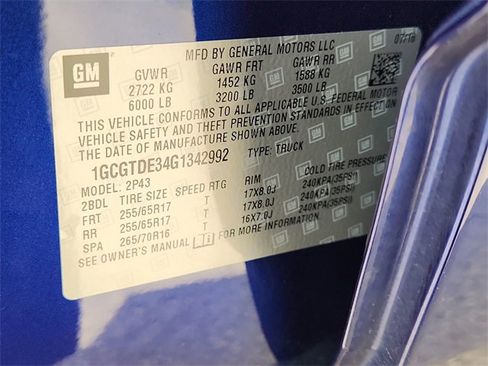 GM
MFD BY GENERAL MOTORS LLC
07/16
GVWR GAWR FRT GAWR RR
2722 KG 1452 KG 1588 KG
6000 LB 3200 LB 3500 LB
THIS VEHICLE CONFORMS TO ALL APPLICABLE U.S. FEDERAL MOTOR
VEHICLE SAFETY AND THEFT PREVENTION STANDARDS IN EFFECT ON
THE DATE OF MANUFACTURE SHOWN ABOVE.
1GCGTDE34G1342992 TYPE: TRUCK
MODEL: 2P43
2BDL TIRE SIZE SPEED RTG RIM COLD TIRE PRESSURE
FRT 255/65R17 T 17X8.0J 240KPA(35PSI)
RR 255/65R17 T 17X8.0J 240KPA(35PSI)
SPA 265/70R16 T 16X7.0J 240KPA(35PSI)
SEE OWNER'S MANUAL FOR MORE INFORMATION